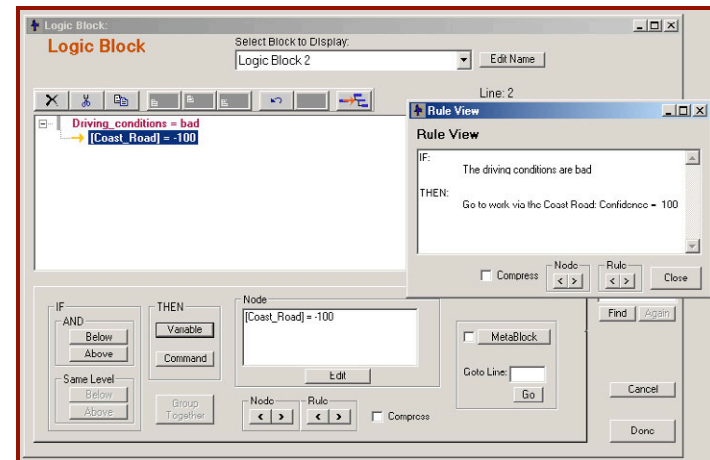 Logic Block:
Logic Block
Select Block to Display:
Logic Block 2
Edit Name
Line: 2
Driving_conditions = bad
[Coast_Road] = -100
Rule View
Rule View
IF:
The driving conditions are bad
THEN:
Go to work via the Coast Road: Confidence = 100
Compress
Node
< >
Rule
< >
Close
IF
AND
Below
Above
Same Level
Below
Above
THEN
Variable
Command
Group
Together
Node
[Coast_Road] = -100
Edit
Node
< >
Rule
< >
Compress
MetaBlock
Goto Line:
Go
Find
Again
Cancel
Done